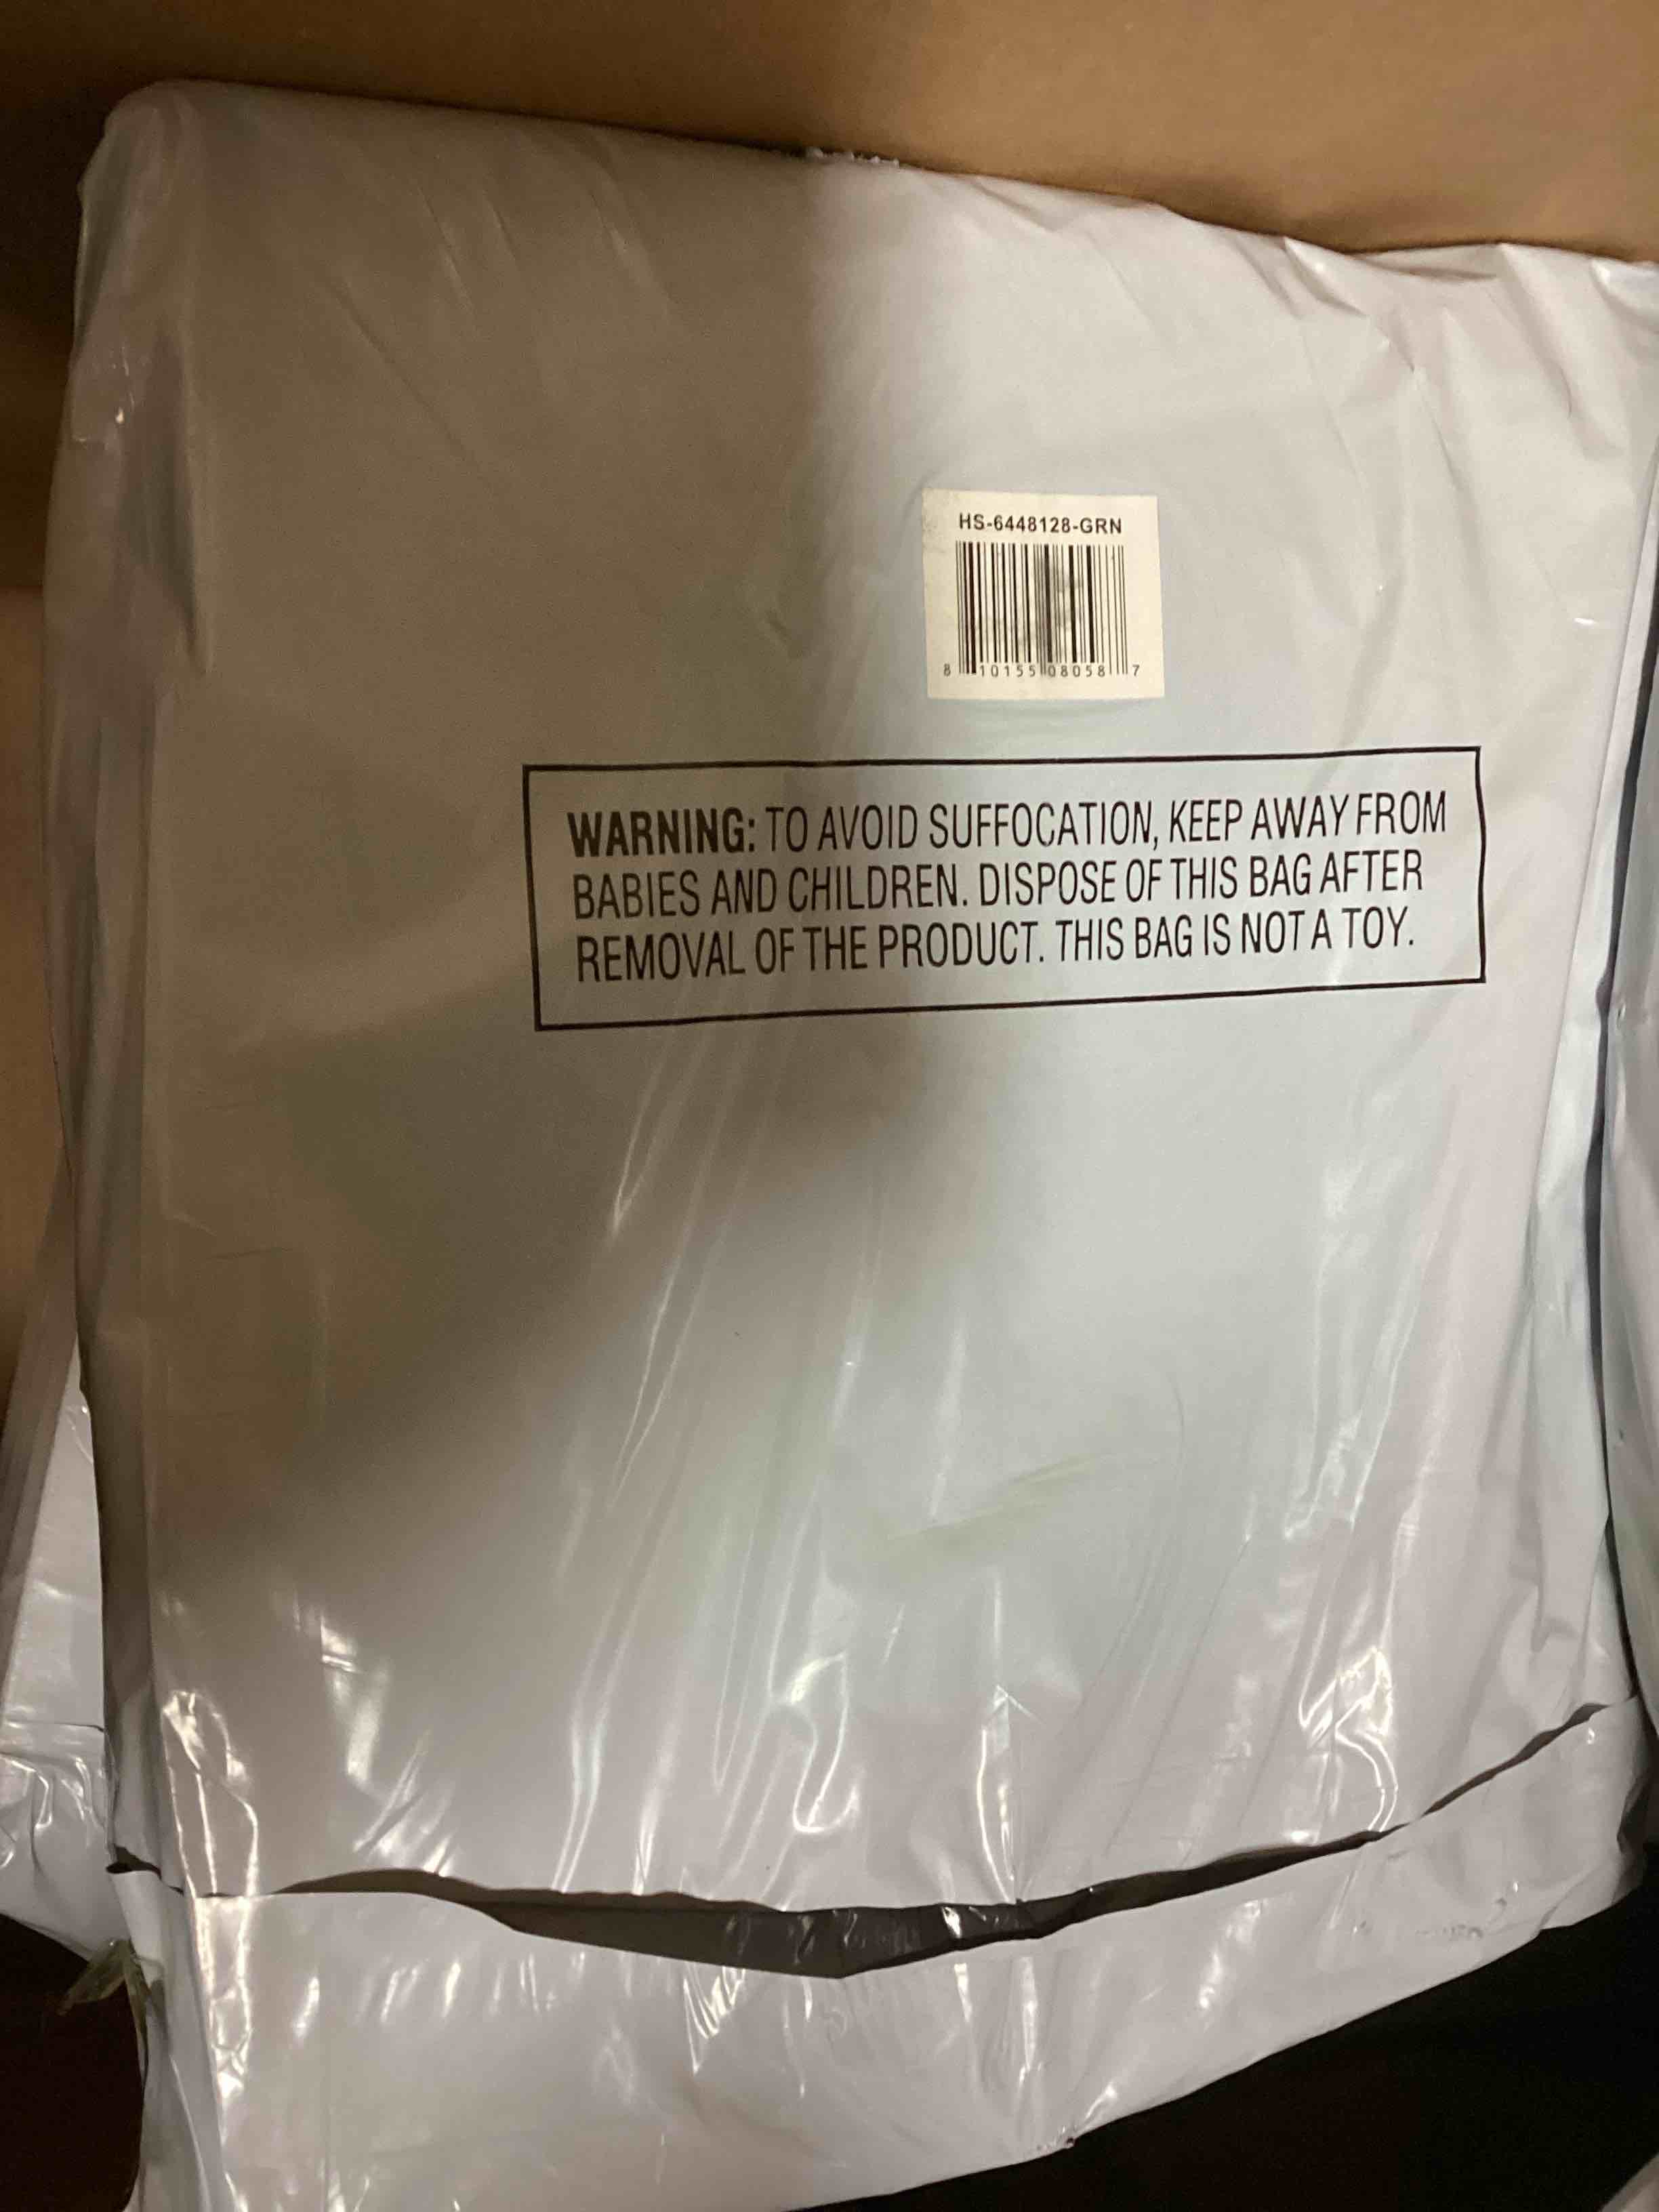 HS-6448128-GRN
8 10155 08058 7
WARNING: TO AVOID SUFFOCATION, KEEP AWAY FROM
BABIES AND CHILDREN. DISPOSE OF THIS BAG AFTER
REMOVAL OF THE PRODUCT. THIS BAG IS NOT A TOY.